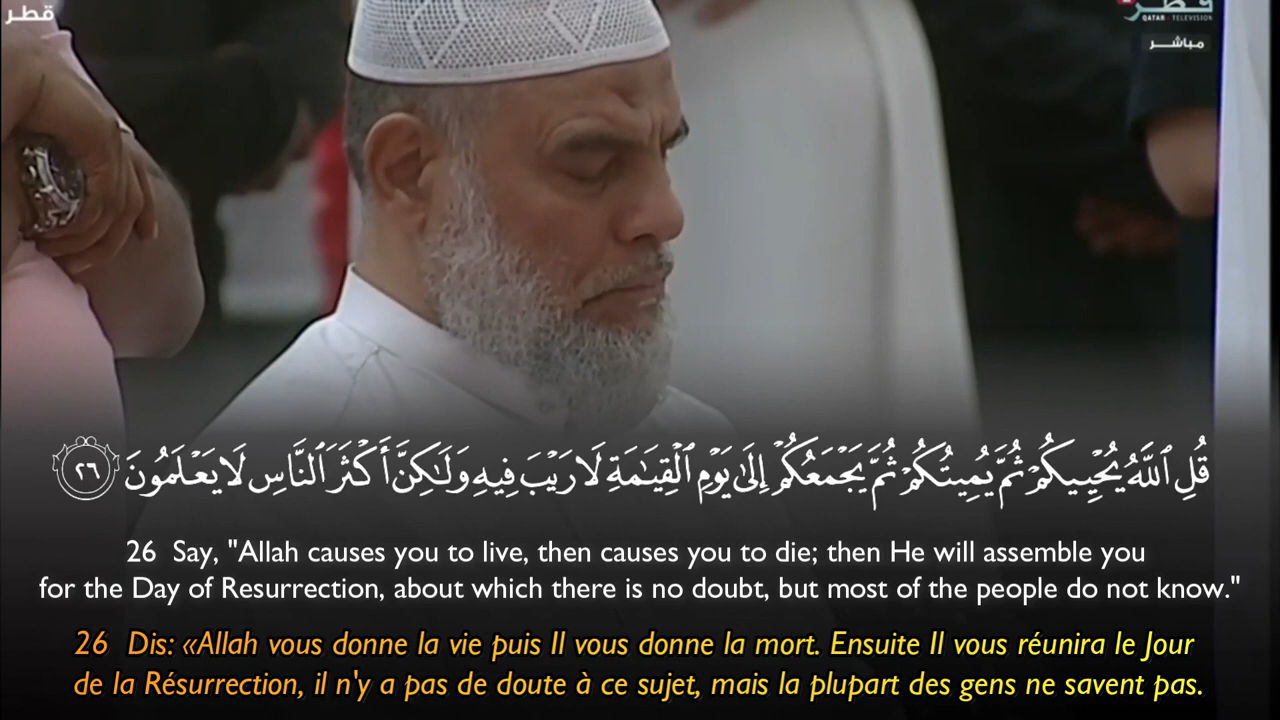 قطر
قطر
QATAR TELEVISION
مباشر
قُلِ ٱللَّهُ يُحْيِيكُمْ ثُمَّ يُمِيتُكُمْ ثُمَّ يَجْمَعُكُمْ إِلَىٰ يَوْمِ ٱلْقِيَـٰمَةِ لَا رَيْبَ فِيهِ وَلَـٰكِنَّ أَكْثَرَ ٱلنَّاسِ لَا يَعْلَمُونَ ٢٦
26 Say, "Allah causes you to live, then causes you to die; then He will assemble you
for the Day of Resurrection, about which there is no doubt, but most of the people do not know."
26 Dis: «Allah vous donne la vie puis Il vous donne la mort. Ensuite Il vous réunira le Jour
de la Résurrection, il n'y a pas de doute à ce sujet, mais la plupart des gens ne savent pas.